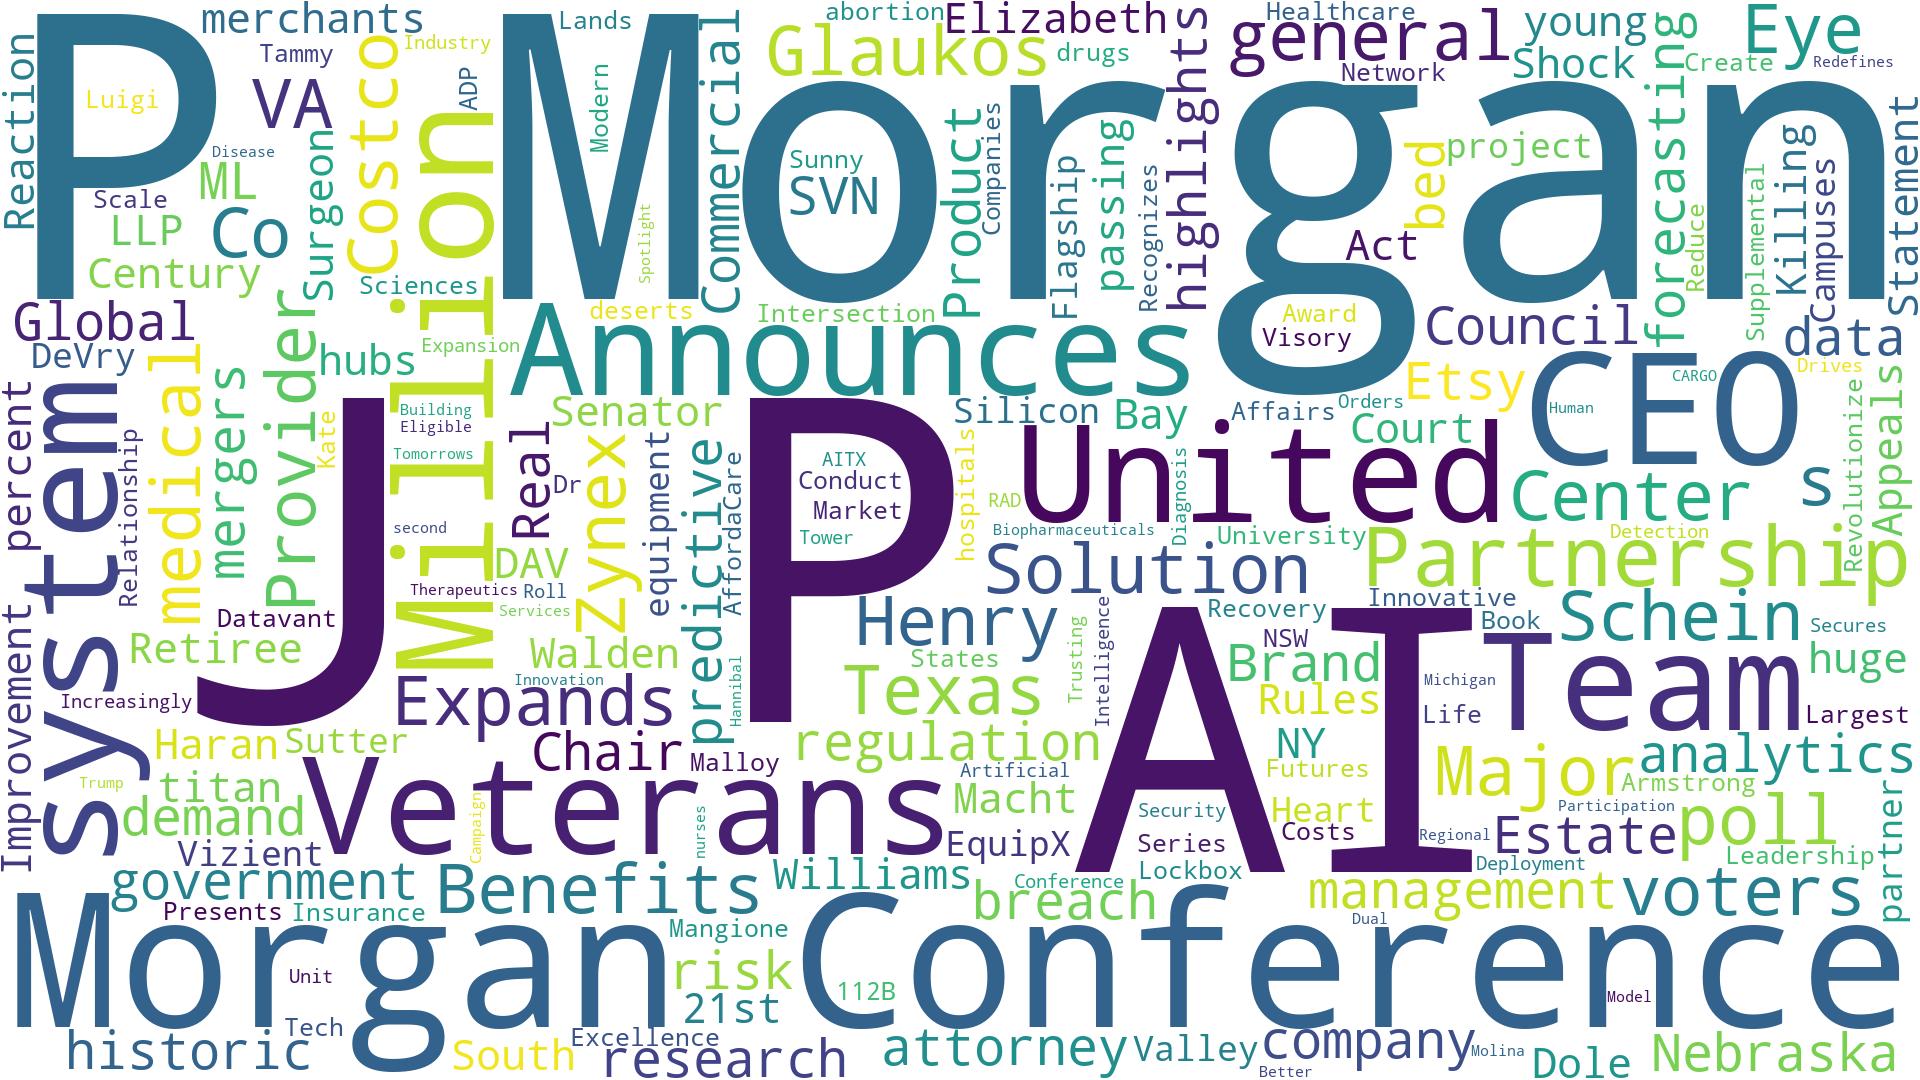 merchants
Lands
abortion
Elizabeth
Healthcare
young
Eye
Reaction
Tammy
Industry
P Morgan
Commercial
Glaukos
drugs
highlights
general
Network
Shock
forecasting
Create
Redefines
Luigi
VA
Costco
ADP
Modern
Disease
ML
Scale
LLP
Co
Surgeon
Century
Sciences
Million
Spotlight
Sunny
SVN
Product
Companies
Flagship
passing
Recognizes
bed
project
Act
Reduce
Supplemental
Killing
Campuses
Statement
Global
DeVry
hubs
Expansion
deserts
Intersection
Announces
Award
Visory
Council
data
percent
system
medical
mergers
Provider
Kate
Relationship
Building
Eligible
Tomorrows
second
Senator
Real
Dr
Zynex
equipment
predictive
AffordaCare
DAV
Therapeutics
Roll
Services
J P
AITX
Conduct
Market
Tower
Silicon
Bay
Affairs
Orders
Etsy
Court
CEO
CARGO
Human
Drives
hospitals
RAD
United
Biopharmaceuticals
Diagnosis
University
Center
s
Revolutionize
Appeals
Detection
Solution
Partnership
Improvement
Datavant
Retiree
Increasingly
Walden
Innovation
Expands
Hannibal
Henry
States
Texas
Trusting
Intelligence
Recovery
NSW
Brand
Rules
AI
Innovative
Book
Schein
Secures
huge
Michigan
Life
Team
Largest
Haran
Sutter
titan
Trump
demand
Chair
Malloy
regulation
NY
Futures
Major
analytics
Armstrong
Veterans
Campaign
nurses
Artificial
Macht
Security
Heart
Costs
Series
Lockbox
Participation
Regional
Estate
poll
Deployment
Leadership
partner
Vizient
EquipX
government
Benefits
Williams
Conference
breach
management
voters
Presents
Insurance
Mangione
Dual
Morgan Conference
Unit
risk
112B
21st
Model
Tech
historic
South
Excellence
research
attorney
Valley
company
Better
Molina
Dole
Nebraska